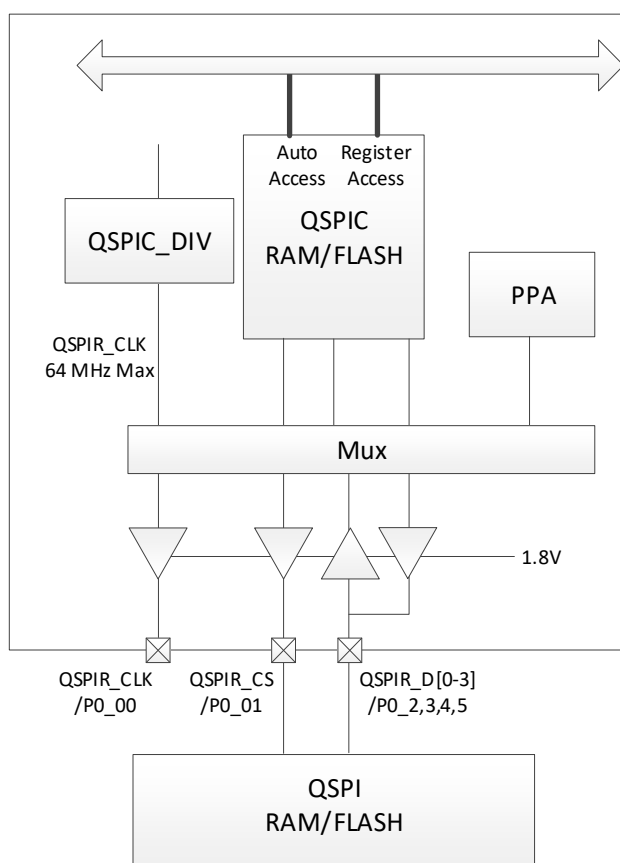 Auto Access
Register Access
QSPIC
RAM/FLASH
QSPIC_DIV
PPA
QSPIR_CLK
64 MHz Max
Mux
1.8V
QSPIR_CLK
/P0_00
QSPIR_CS
/P0_01
QSPIR_D[0-3]
/P0_2,3,4,5
QSPI
RAM/FLASH